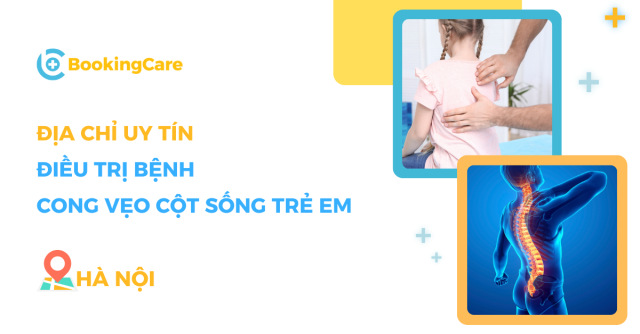 BookingCare
ĐỊA CHỈ UY TÍN
ĐIỀU TRỊ BỆNH
CONG VẸO CỘT SỐNG TRẺ EM
HÀ NỘI